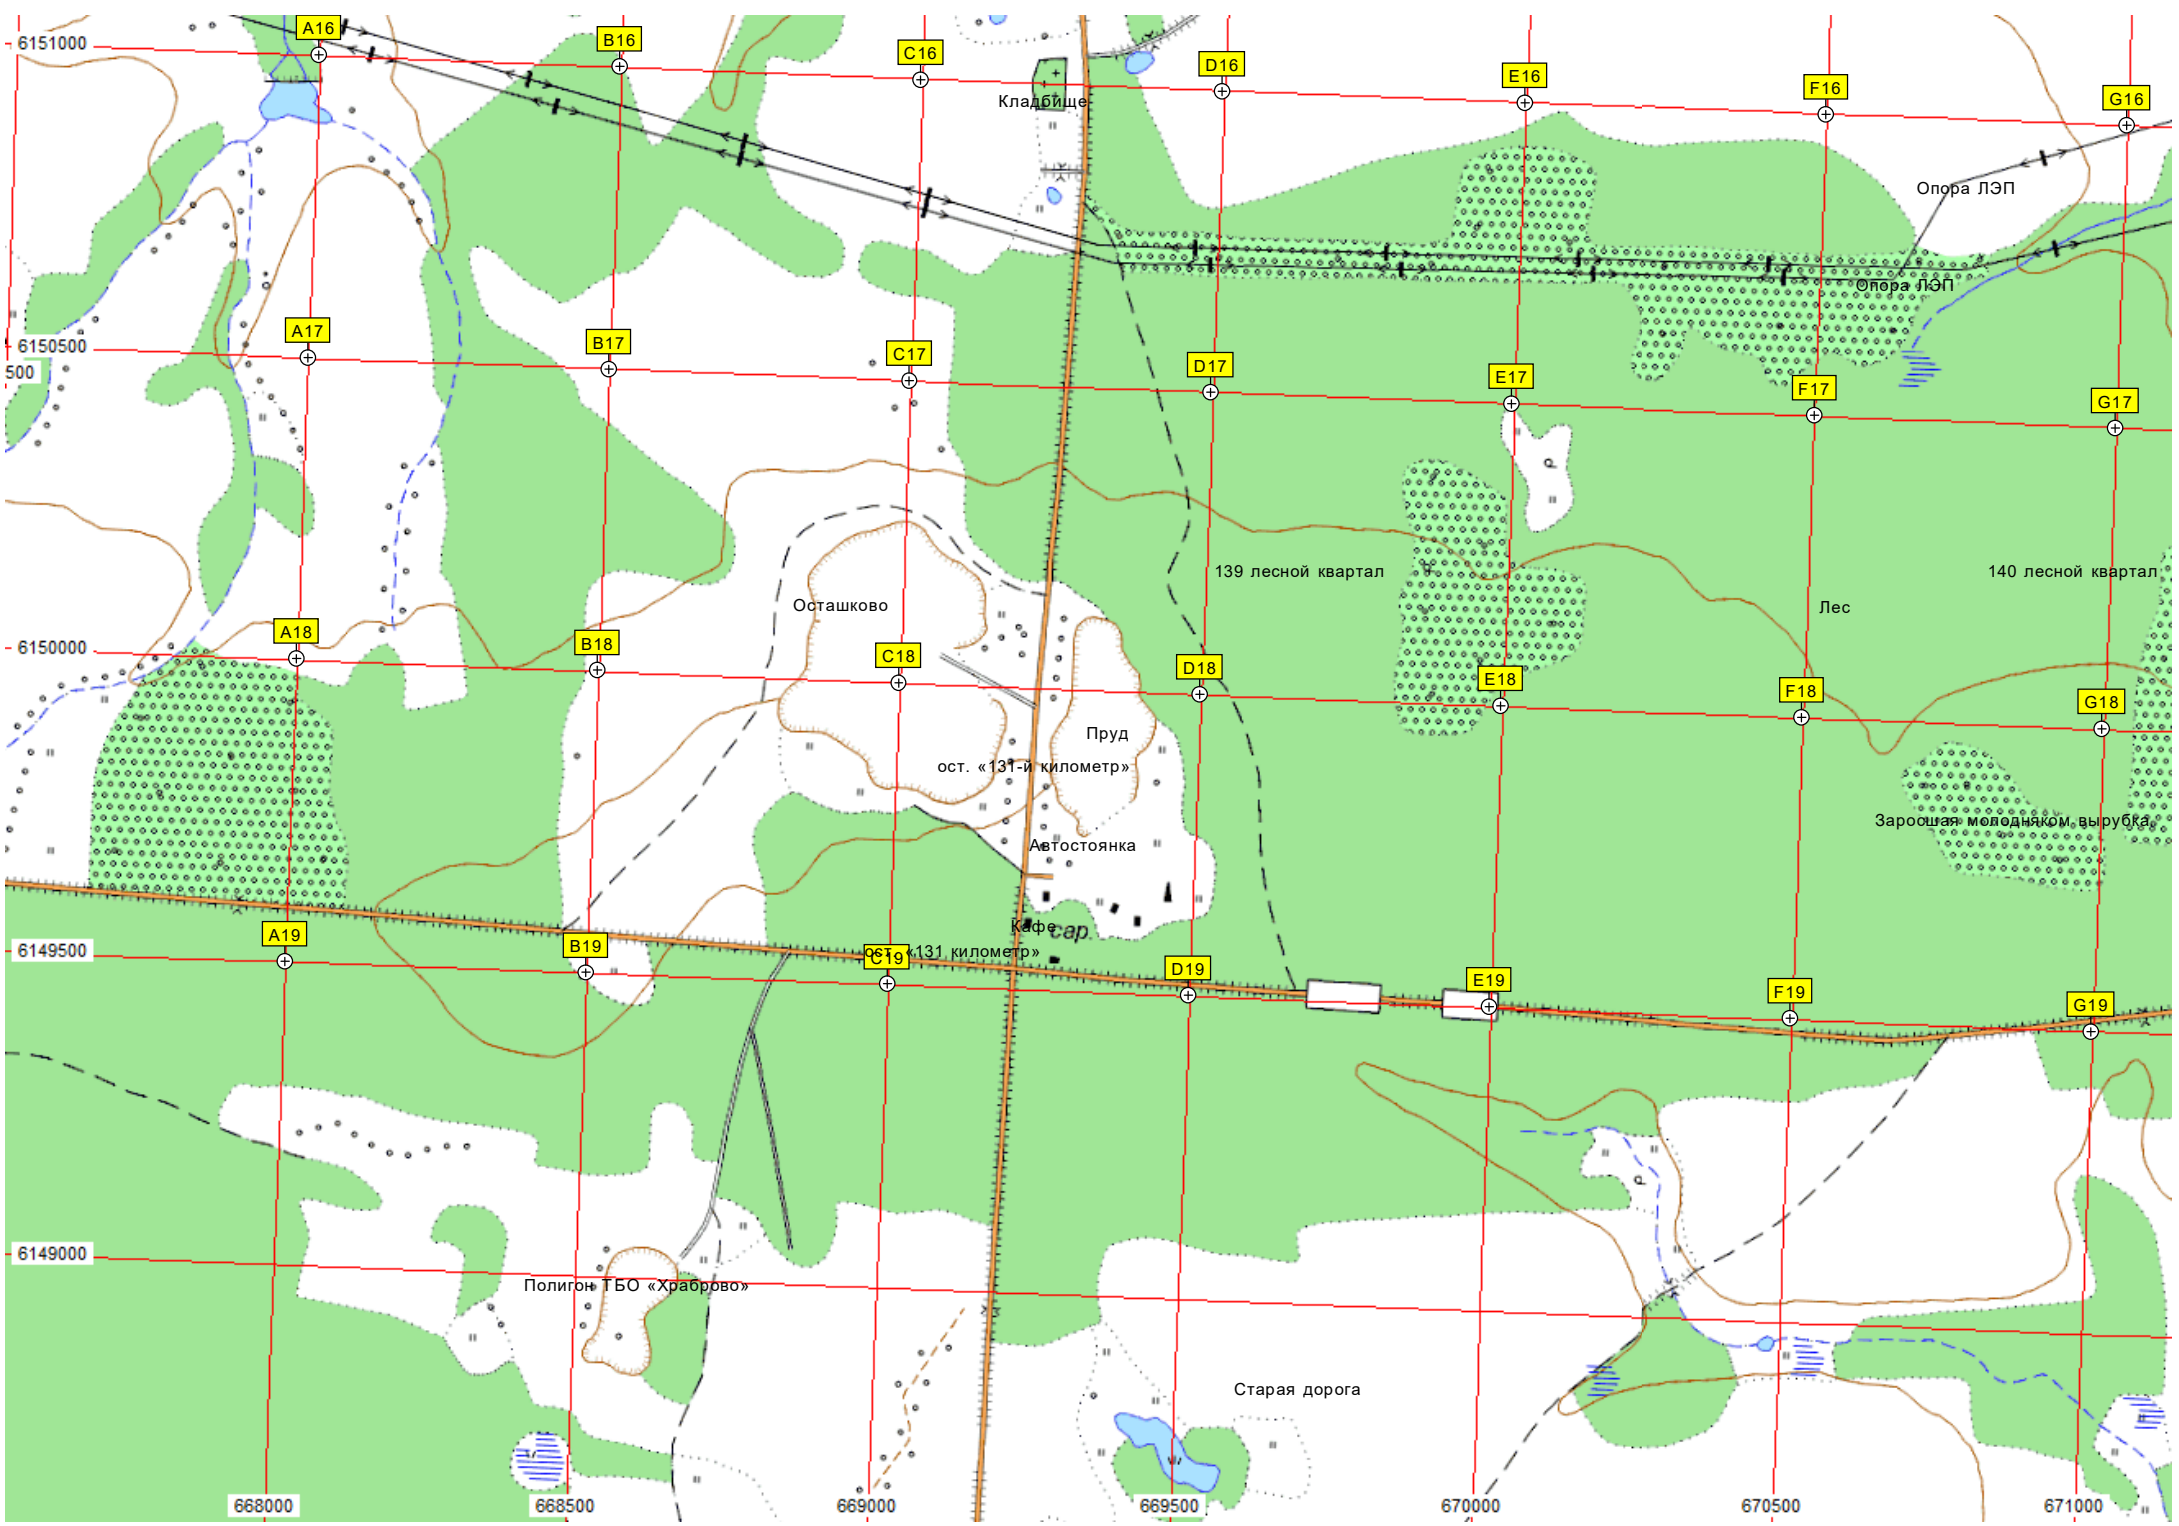 A16
B16
C16
D16
E16
F16
G16
6151000
Кладбище
Опора ЛЭП
Опора ЛЭП
A17
B17
C17
D17
E17
F17
G17
6150500
500
139 лесной квартал
140 лесной квартал
Осташково
Лес
A18
B18
C18
D18
E18
F18
G18
6150000
Пруд
ост. «131-й километр»
Заросшая молодняком вырубка
Автостоянка
Кафе
сар.
A19
B19
C19
D19
E19
F19
G19
6149500
ост. «131 километр»
6149000
Полигон ТБО «Храброво»
Старая дорога
668000
668500
669000
669500
670000
670500
671000